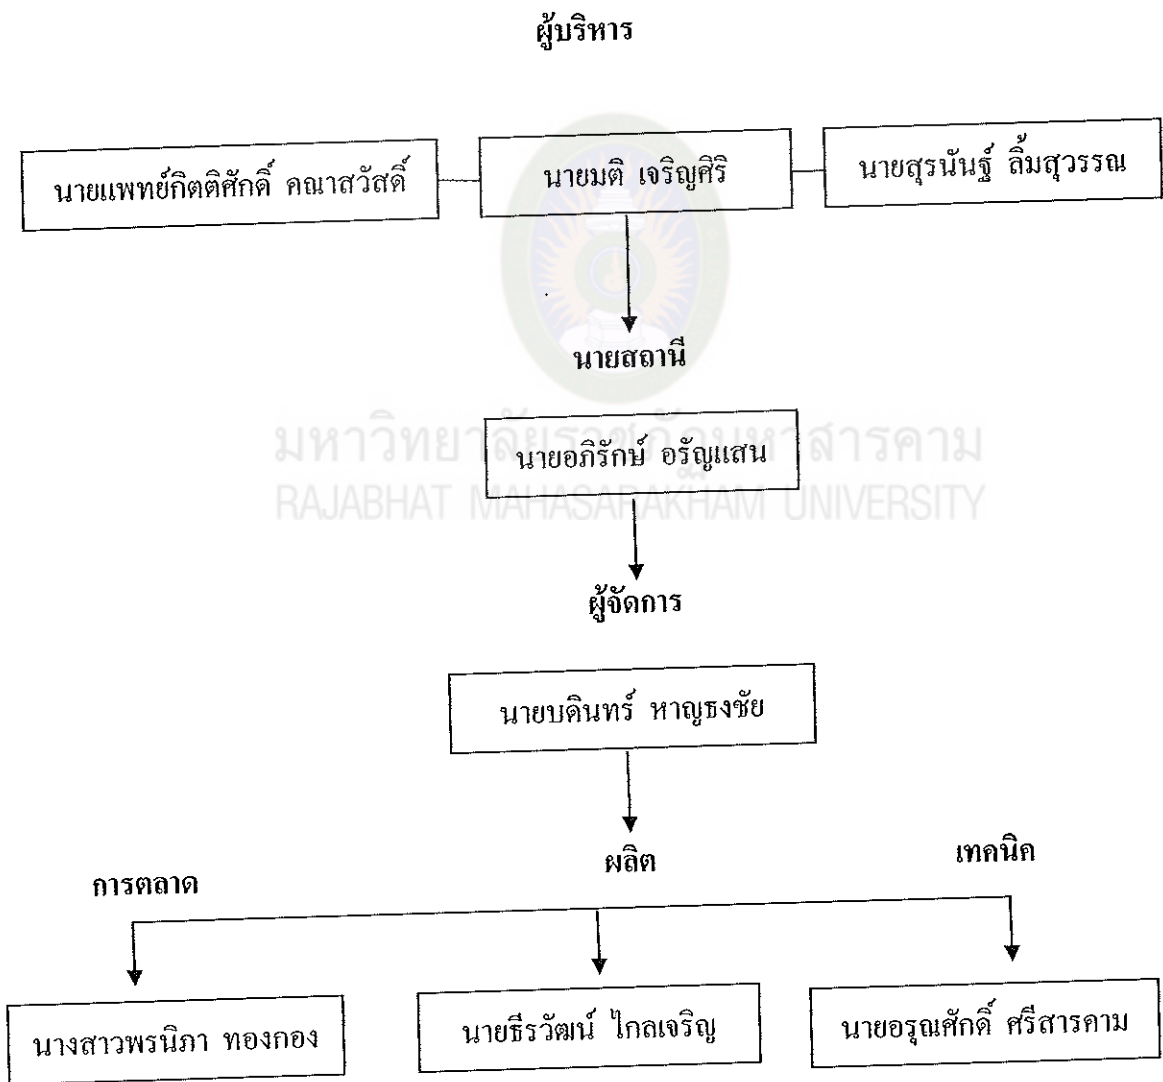 ผู้บริหาร
นายแพทย์กิตติศักดิ์ คณาสวัสดิ์
นายมติ เจริญศิริ
นายสุรนันฐ์ ลิ้มสุวรรณ
นายสถานี
มหาวิทยาลัยราชภัฏมหาสารคาม
RAJABHAT MAHASARAKHAM UNIVERSITY
นายอภิรักษ์ อรัญแสน
ผู้จัดการ
นายบดินทร์ หาญธงชัย
การตลาด
ผลิต
เทคนิค
นางสาวพรนิภา ทองกอง
นายธีรวัฒน์ ไกลเจริญ
นายอรุณศักดิ์ ศรีสารคาม